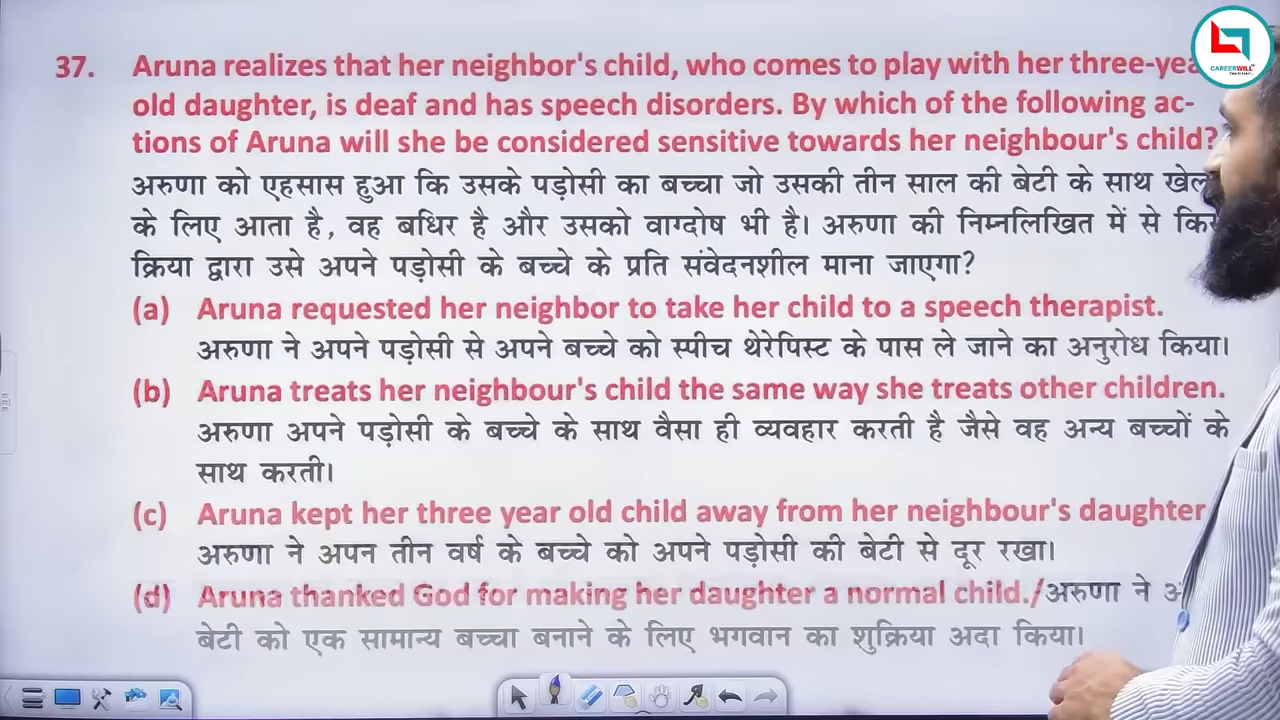 CAREERWILL
37. Aruna realizes that her neighbor's child, who comes to play with her three-yea
old daughter, is deaf and has speech disorders. By which of the following ac-
tions of Aruna will she be considered sensitive towards her neighbour's child?
अरुणा को एहसास हुआ कि उसके पड़ोसी का बच्चा जो उसकी तीन साल की बेटी के साथ खेल
के लिए आता है, वह बधिर है और उसको वाग्दोष भी है। अरुणा की निम्नलिखित में से
क्रिया द्वारा उसे अपने पड़ोसी के बच्चे के प्रति संवेदनशील माना जाएगा?
(a) Aruna requested her neighbor to take her child to a speech therapist.
अरुणा ने अपने पड़ोसी से अपने बच्चे को स्पीच थेरेपिस्ट के पास ले जाने का अनुरोध किया।
(b) Aruna treats her neighbour's child the same way she treats other children.
अरुणा अपने पड़ोसी के बच्चे के साथ वैसा ही व्यवहार करती है जैसे वह अन्य बच्चों के
साथ करती।
(c) Aruna kept her three year old child away from her neighbour's daughter
अरुणा ने अपन तीन वर्ष के बच्चे को अपने पड़ोसी की बेटी से दूर रखा।
(d) Aruna thanked God for making her daughter a normal child./अरुणा ने
बेटी को एक सामान्य बच्चा बनाने के लिए भगवान का शुक्रिया अदा किया।